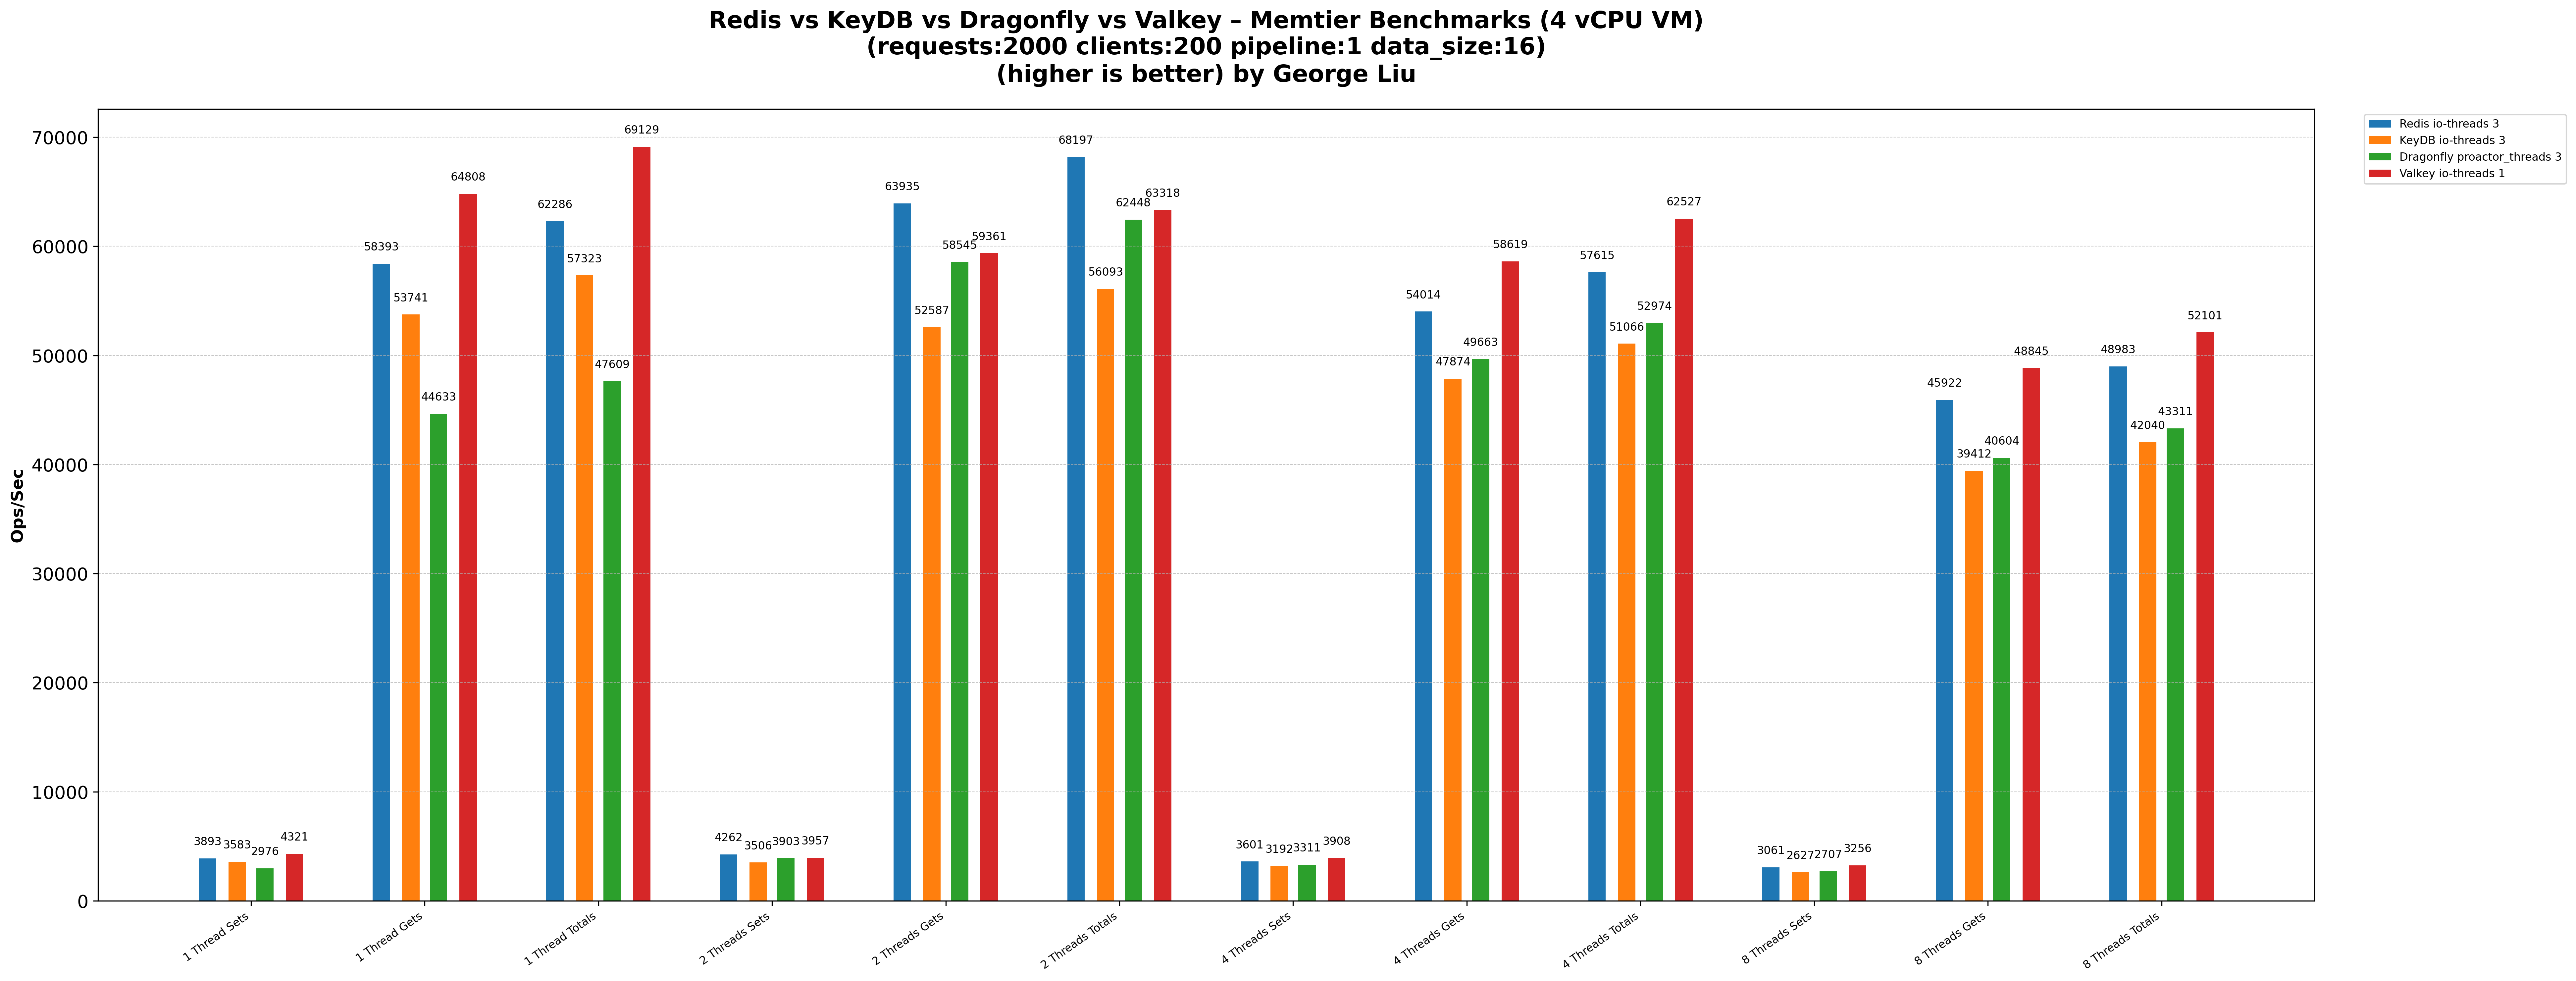 Redis vs KeyDB vs Dragonfly vs Valkey – Memtier Benchmarks (4 vCPU VM)
(requests:2000 clients:200 pipeline:1 data_size:16)
(higher is better) by George Liu
Redis io-threads 3
KeyDB io-threads 3
Dragonfly proactor_threads 3
Valkey io-threads 1
Ops/Sec
70000
60000
50000
40000
30000
20000
10000
0
3893 3583 2976 4321
58393 53741 44633 64808
62286 57323 47609 69129
4262 3506 3903 3957
63935 52587 58545 59361
68197 56093 62448 63318
3601 3192 3311 3908
54014 47874 49663 58619
57615 51066 52974 62527
3061 2627 2707 3256
45922 39412 40604 48845
48983 42040 43311 52101
1 Thread Sets
1 Thread Gets
1 Thread Totals
2 Threads Sets
2 Threads Gets
2 Threads Totals
4 Threads Sets
4 Threads Gets
4 Threads Totals
8 Threads Sets
8 Threads Gets
8 Threads Totals